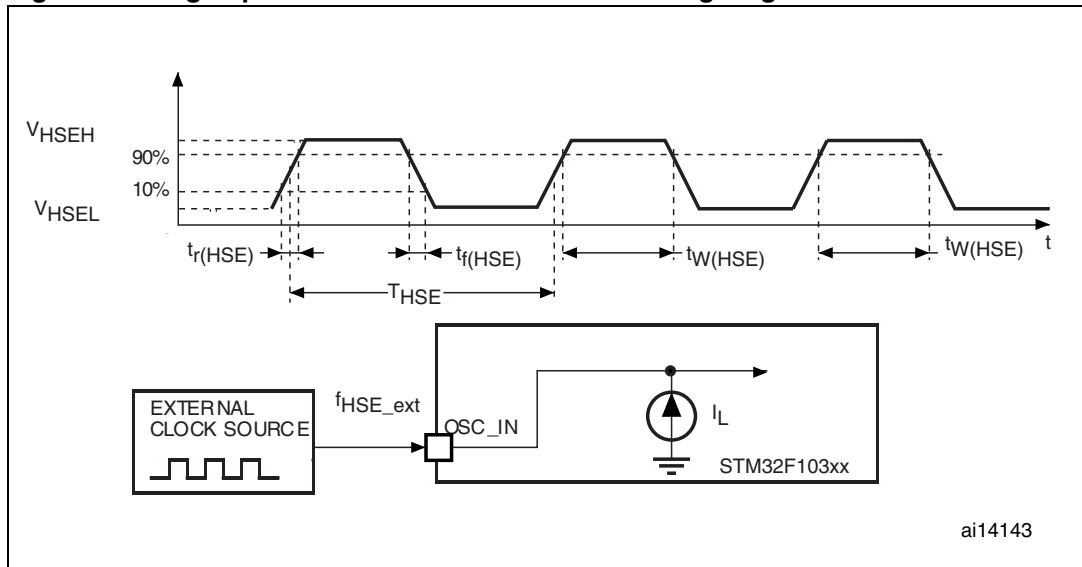 VHSEH
90%
10%
VHSEL
tr(HSE)
tf(HSE)
tW(HSE)
tW(HSE)
t
THSE
EXTERNAL
CLOCK SOURCE
fHSE_ext
OSC_IN
IL
STM32F103xx
ai14143